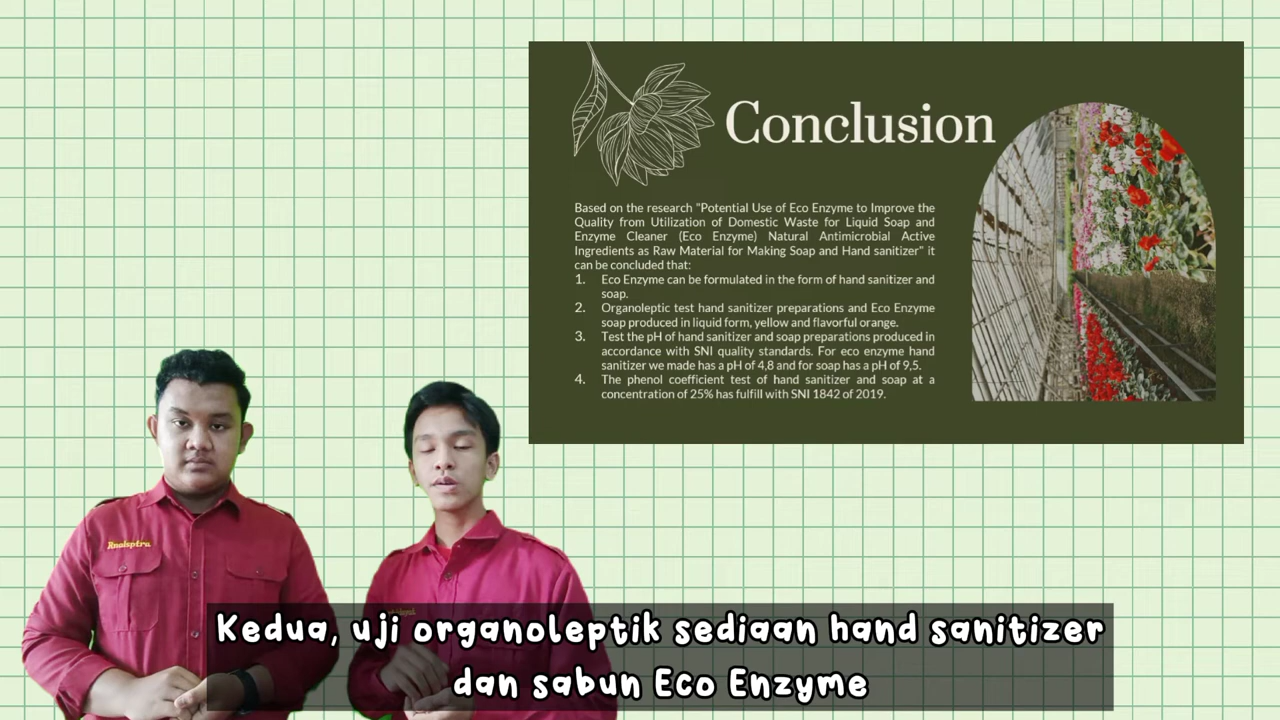 Conclusion
Based on the research "Potential Use of Eco Enzyme to Improve the
Quality from Utilization of Domestic Waste for Liquid Soap and
Enzyme Cleaner (Eco Enzyme) Natural Antimicrobial Active
Ingredients as Raw Material for Making Soap and Hand sanitizer" it
can be concluded that:
1. Eco Enzyme can be formulated in the form of hand sanitizer and
soap.
2. Organoleptic test hand sanitizer preparations and Eco Enzyme
soap produced in liquid form, yellow and flavorful orange.
3. Test the pH of hand sanitizer and soap preparations produced in
accordance with SNI quality standards. For eco enzyme hand
sanitizer we made has a pH of 4,8 and for soap has a pH of 9,5.
4. The phenol coefficient test of hand sanitizer and soap at a
concentration of 25% has fulfill with SNI 1842 of 2019.
Kedua, uji organoleptik sediaan hand sanitizer
dan sabun Eco Enzyme